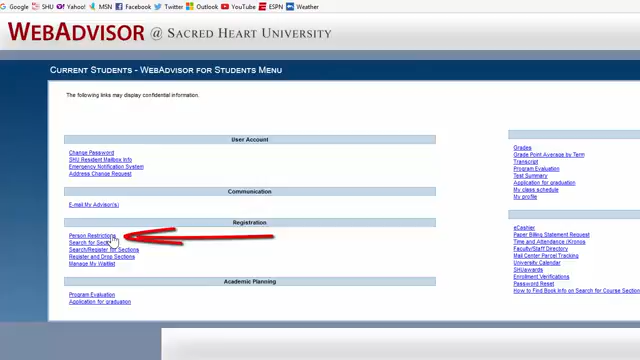 Google SHU Yahoo! MSN Facebook Twitter Outlook YouTube ESPN Weather
WEBADVISOR @ SACRED HEART UNIVERSITY
CURRENT STUDENTS - WEBADVISOR FOR STUDENTS MENU
The following links may display confidential information.
User Account
Change Password
SHU Resident Mailbox Info
Emergency Notification System
Address Change Request
Communication
E-mail My Advisor(s)
Registration
Person Restrictions
Search for
Search/Register for Sections
Register and Drop Sections
Manage My Waitlist
Academic Planning
Program Evaluation
Application for graduation
Grades
Grade Point Average by Term
Transcript
Program Evaluation
Test Summary
Application for graduation
My class schedule
My profile
eCashier
Paper Billing Statement Request
Time and Attendance (Kronos
Faculty/Staff Directory
Mail Center Parcel Tracking
University Calendar
SHUawards
Enrollment Verifications
Password Reset
How to Find Book Info on Search for Course Section